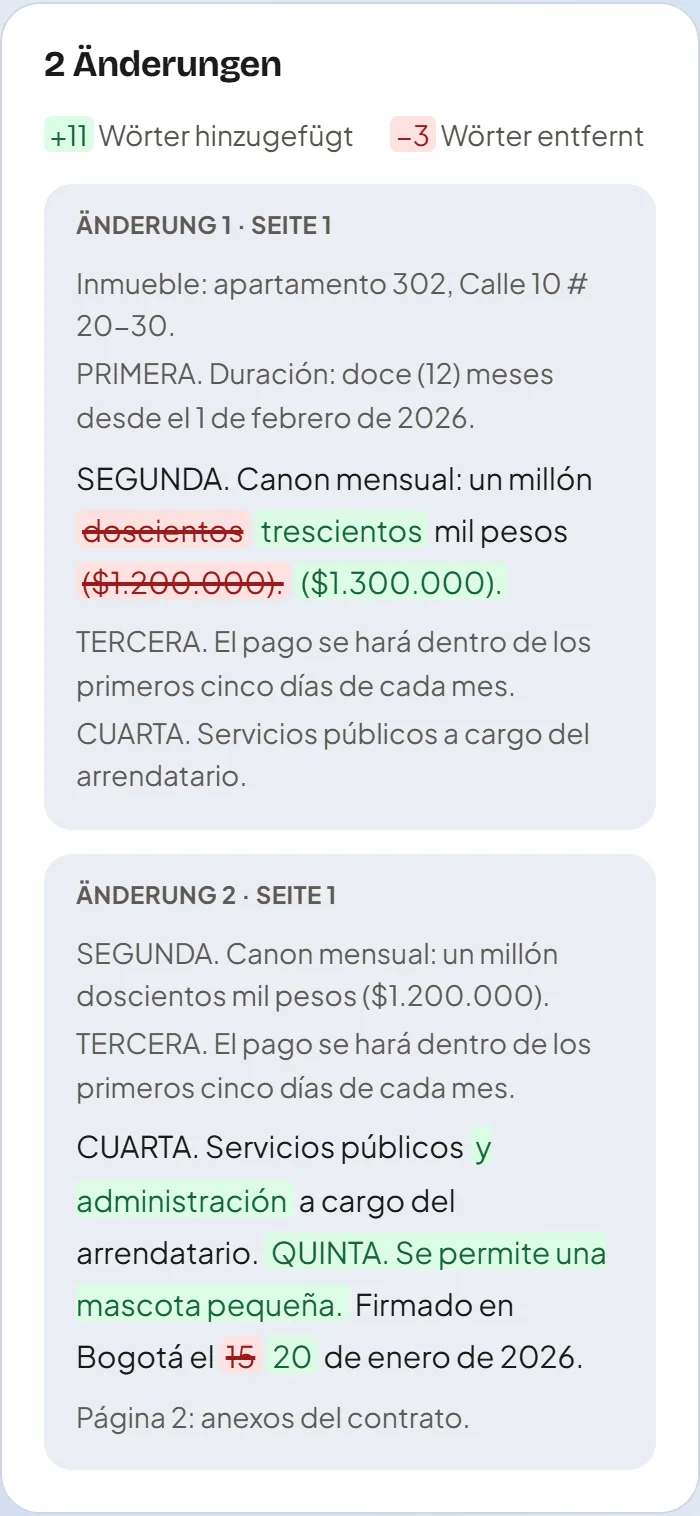 2 Änderungen
+11 Wörter hinzugefügt −3 Wörter entfernt
ÄNDERUNG 1 · SEITE 1
Inmueble: apartamento 302, Calle 10 #
20–30.
PRIMERA. Duración: doce (12) meses
desde el 1 de febrero de 2026.
SEGUNDA. Canon mensual: un millón
doscientos trescientos mil pesos
($1.200.000). ($1.300.000).
TERCERA. El pago se hará dentro de los
primeros cinco días de cada mes.
CUARTA. Servicios públicos a cargo del
arrendatario.
ÄNDERUNG 2 · SEITE 1
SEGUNDA. Canon mensual: un millón
doscientos mil pesos ($1.200.000).
TERCERA. El pago se hará dentro de los
primeros cinco días de cada mes.
CUARTA. Servicios públicos y
administración a cargo del
arrendatario. QUINTA. Se permite una
mascota pequeña. Firmado en
Bogotá el 15 20 de enero de 2026.
Página 2: anexos del contrato.